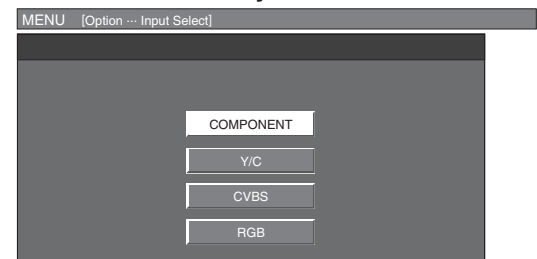 MENU [Option ··· Input Select]
COMPONENT
Y/C
CVBS
RGB